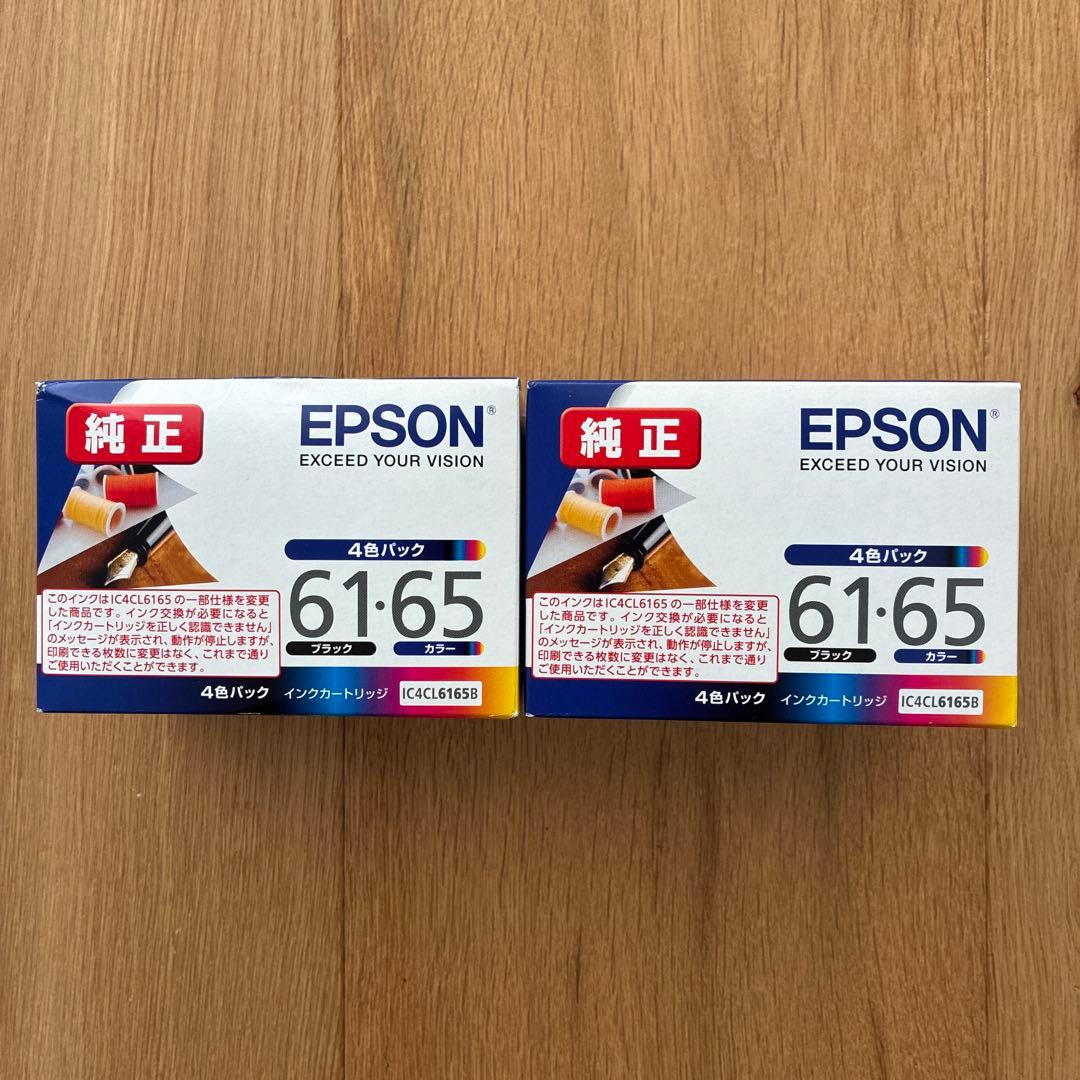 純正
EPSON®
EXCEED YOUR VISION
4色パック
61・65
ブラック カラー
このインクはIC4CL6165の一部仕様を変更
した商品です。インク交換が必要になると
「インクカートリッジを正しく認識できません」
のメッセージが表示され、動作が停止しますが、
印刷できる枚数に変更はなく、これまで通り
ご使用いただくことができます。
4色パック インクカートリッジ IC4CL6165B
純正
EPSON®
EXCEED YOUR VISION
4色パック
61・65
ブラック カラー
このインクはIC4CL6165の一部仕様を変更
した商品です。インク交換が必要になると
「インクカートリッジを正しく認識できません」
のメッセージが表示され、動作が停止しますが、
印刷できる枚数に変更はなく、これまで通り
ご使用いただくことができます。
4色パック インクカートリッジ IC4CL6165B